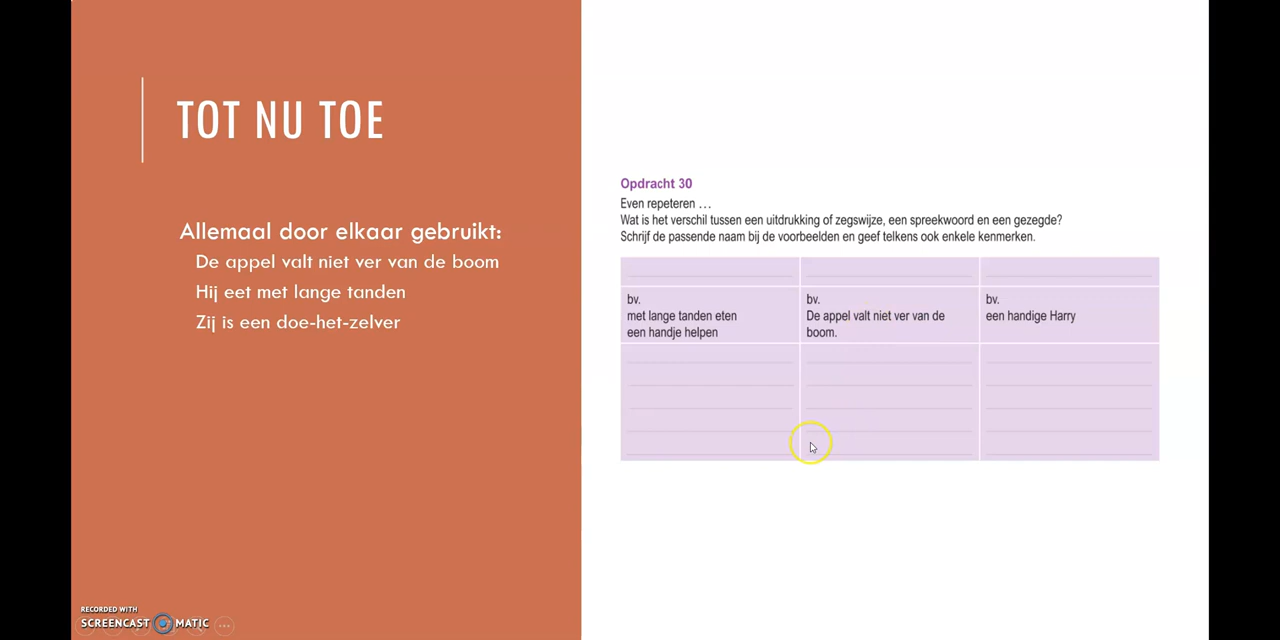 TOT NU TOE
Allemaal door elkaar gebruikt:
De appel valt niet ver van de boom
Hij eet met lange tanden
Zij is een doe-het-zelver
Opdracht 30
Even repeteren ...
Wat is het verschil tussen een uitdrukking of zegswijze, een spreekwoord en een gezegde?
Schrijf de passende naam bij de voorbeelden en geef telkens ook enkele kenmerken.
bv.
met lange tanden eten
een handje helpen
bv.
De appel valt niet ver van de
boom.
bv.
een handige Harry
RECORDED WITH
SCREENCAST MATIC